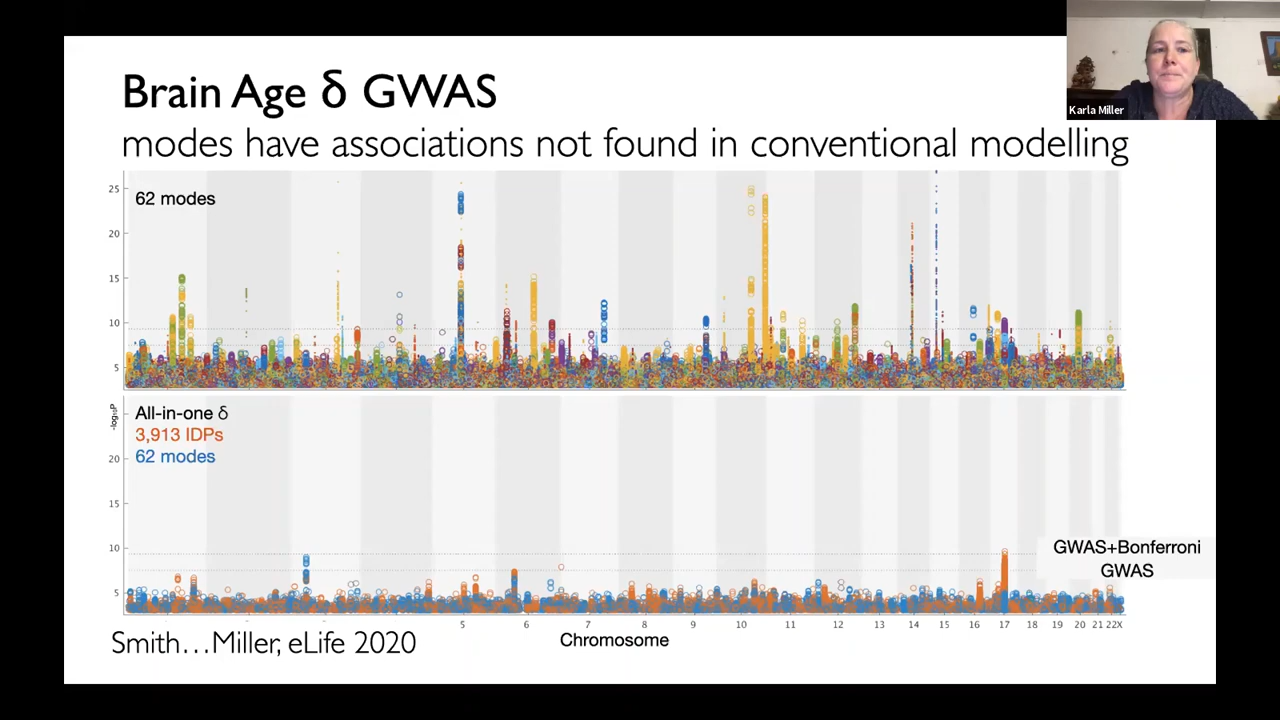 Brain Age δ GWAS
modes have associations not found in conventional modelling
Karla Miller
62 modes
25
20
15
10
5
All-in-one δ
3,913 IDPs
62 modes
-log₁₀P
20
15
10
5
GWAS+Bonferroni
GWAS
5 6 7 8 9 10 11 12 13 14 15 16 17 18 19 20 21 22X
Chromosome
Smith…Miller, eLife 2020